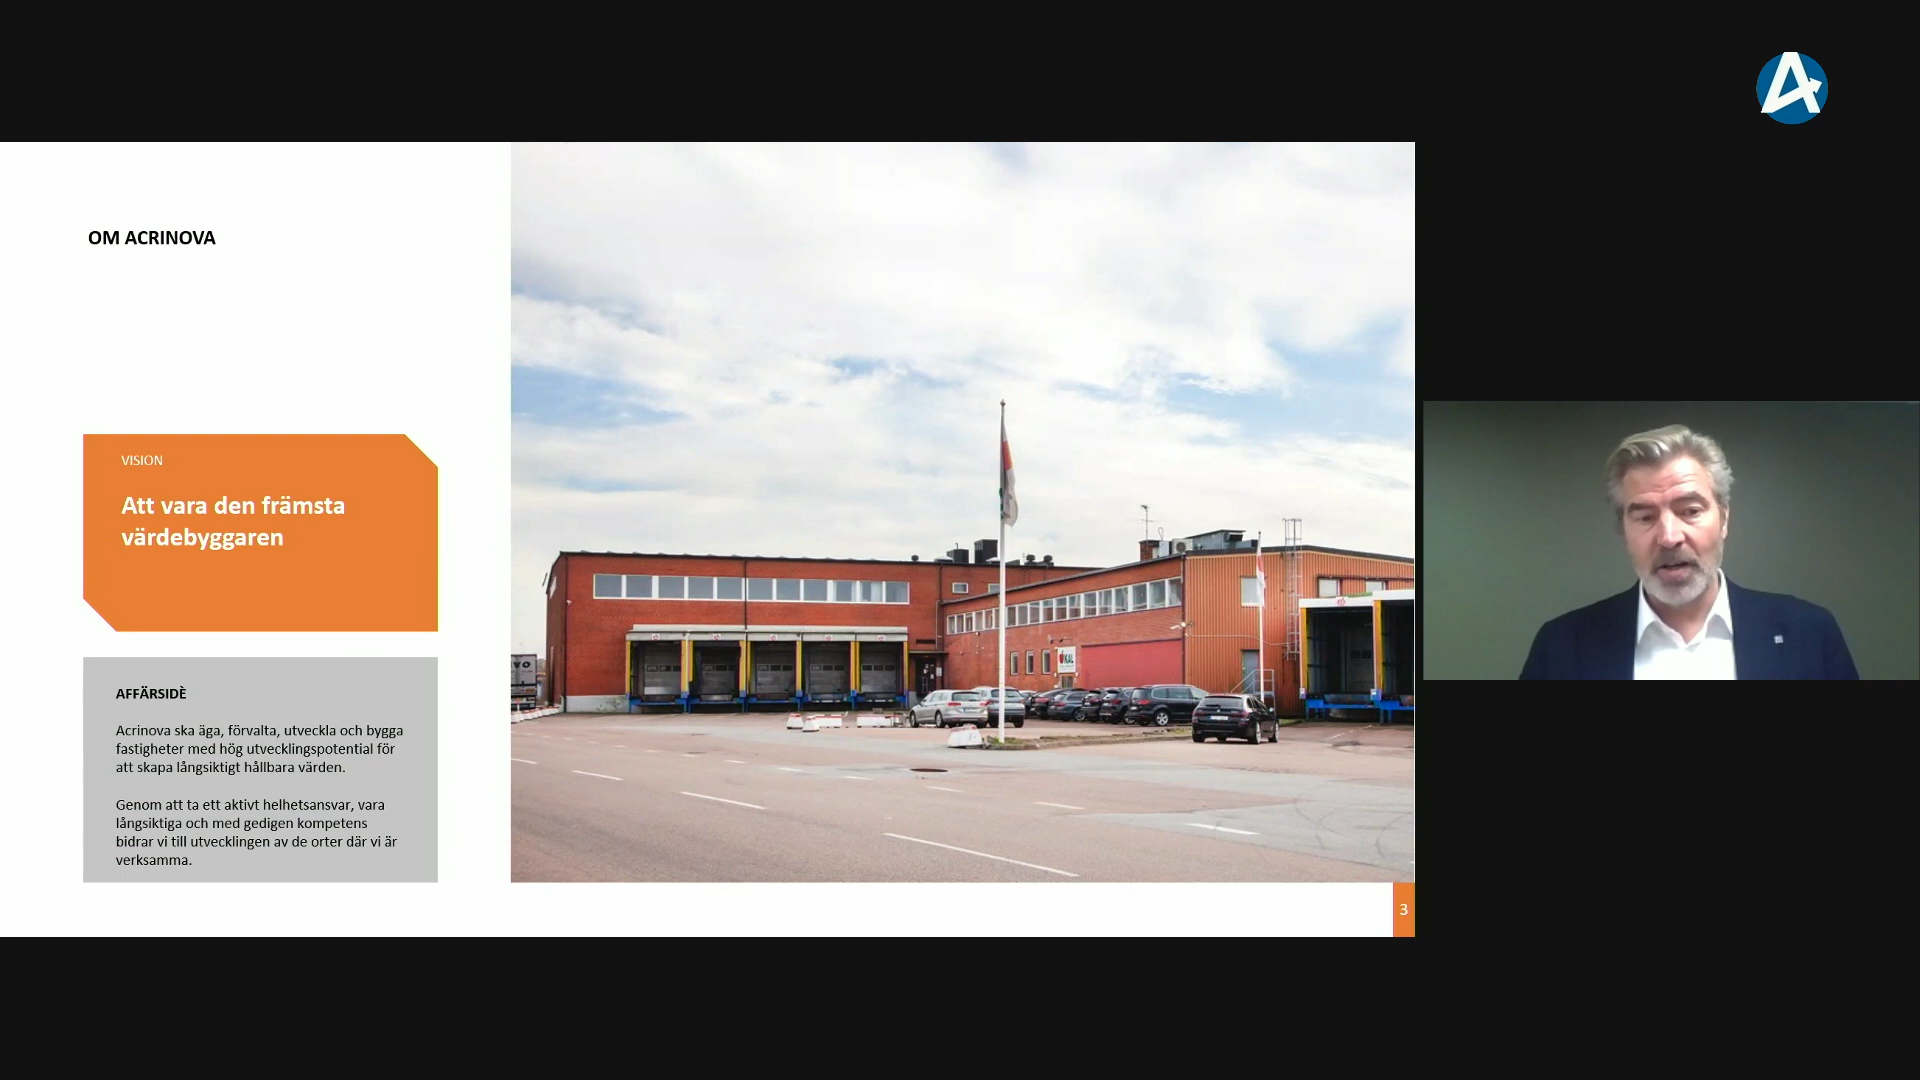 OM ACRINOVA
VISION
Att vara den främsta
värdebyggaren
AFFÄRSIDÈ
Acrinova ska äga, förvalta, utveckla och bygga
fastigheter med hög utvecklingspotential för
att skapa långsiktigt hållbara värden.
Genom att ta ett aktivt helhetsansvar, vara
långsiktiga och med gedigen kompetens
bidrar vi till utvecklingen av de orter där vi är
verksamma.
3